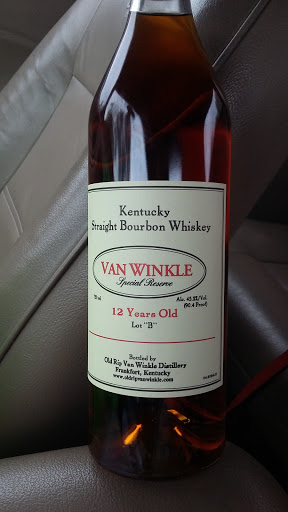 Kentucky
Straight Bourbon Whiskey
VAN WINKLE
Special Reserve
750 ml
Alc. 45.2%/Vol.
(90.4 Proof)
12 Years Old
Lot "B"
Bottled by
Old Rip Van Winkle Distillery
Frankfort, Kentucky
www.oldripvanwinkle.com